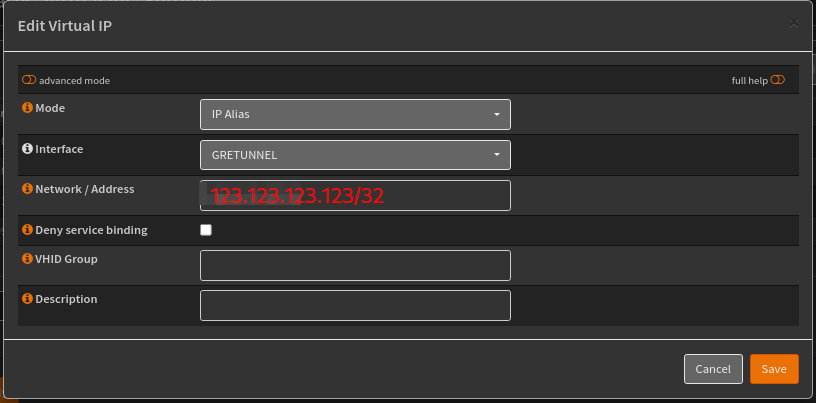 Edit Virtual IP
advanced mode
full help
Mode
IP Alias
Interface
GRETUNNEL
Network / Address
123.123.123.123/32
Deny service binding
VHID Group
Description
Cancel
Save